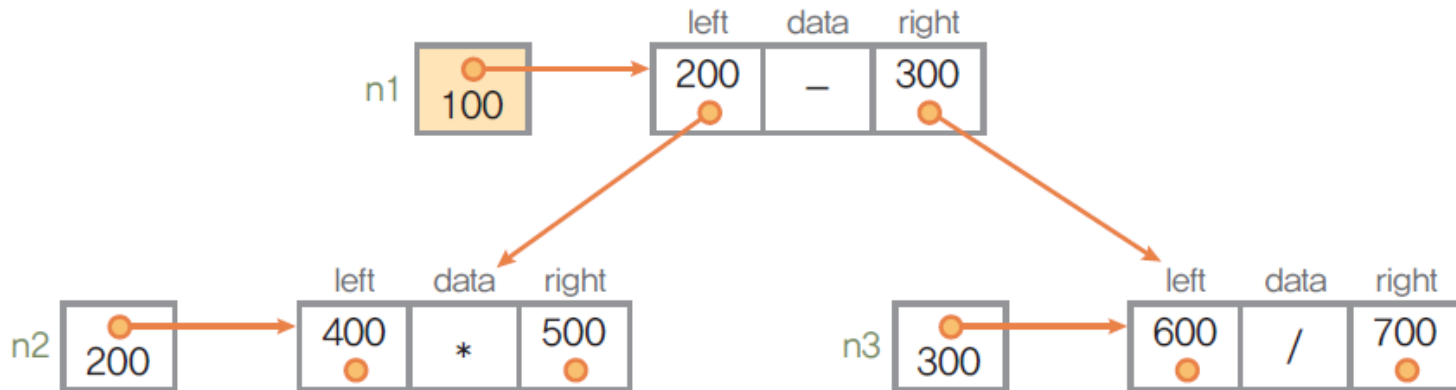 left data right
n1 100 200 – 300
left data right left data right
n2 200 400 * 500 n3 300 600 / 700